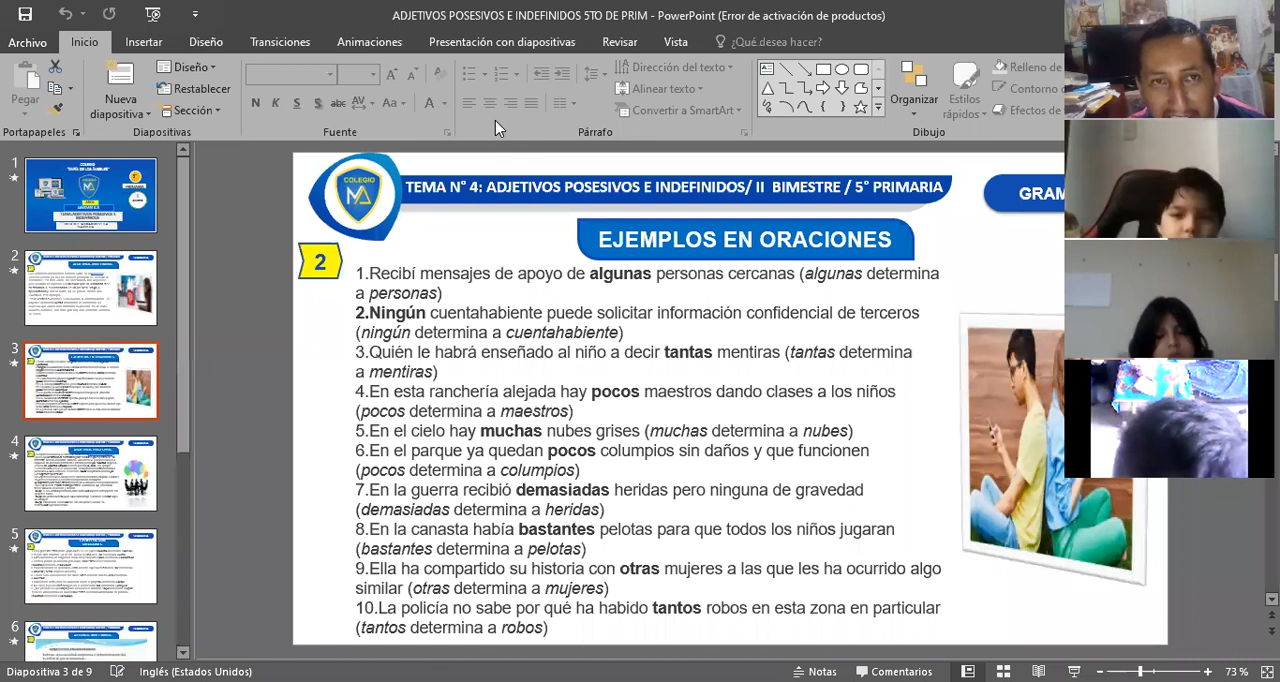 ADJETIVOS POSESIVOS E INDEFINIDOS 5TO DE PRIM - PowerPoint (Error de activación de productos)
Archivo Inicio Insertar Diseño Transiciones Animaciones Presentación con diapositivas Revisar Vista ¿Qué desea hacer?
Pegar
Nueva diapositiva
Diseño
Restablecer
Sección
N K S S abc AV Aa A
Dirección del texto
Alinear texto
Convertir a SmartArt
Organizar
Estilos rápidos
Relleno de
Contorno
Efectos de
Portapapeles Diapositivas Fuente Párrafo Dibujo
1
2
3
4
5
6
COLEGIO
MA
TEMA N° 4: ADJETIVOS POSESIVOS E INDEFINIDOS/ II BIMESTRE / 5° PRIMARIA
GRAM
EJEMPLOS EN ORACIONES
2
1.Recibí mensajes de apoyo de algunas personas cercanas (algunas determina
a personas)
2.Ningún cuentahabiente puede solicitar información confidencial de terceros
(ningún determina a cuentahabiente)
3.Quién le habrá enseñado al niño a decir tantas mentiras (tantas determina
a mentiras)
4.En esta ranchería alejada hay pocos maestros dando clases a los niños
(pocos determina a maestros)
5.En el cielo hay muchas nubes grises (muchas determina a nubes)
6.En el parque ya quedan pocos columpios sin daños y que funcionen
(pocos determina a columpios)
7.En la guerra recibió demasiadas heridas pero ninguna de gravedad
(demasiadas determina a heridas)
8.En la canasta había bastantes pelotas para que todos los niños jugaran
(bastantes determina a pelotas)
9.Ella ha compartido su historia con otras mujeres a las que les ha ocurrido algo
similar (otras determina a mujeres)
10.La policía no sabe por qué ha habido tantos robos en esta zona en particular
(tantos determina a robos)
Diapositiva 3 de 9 Inglés (Estados Unidos) Notas Comentarios 73 %